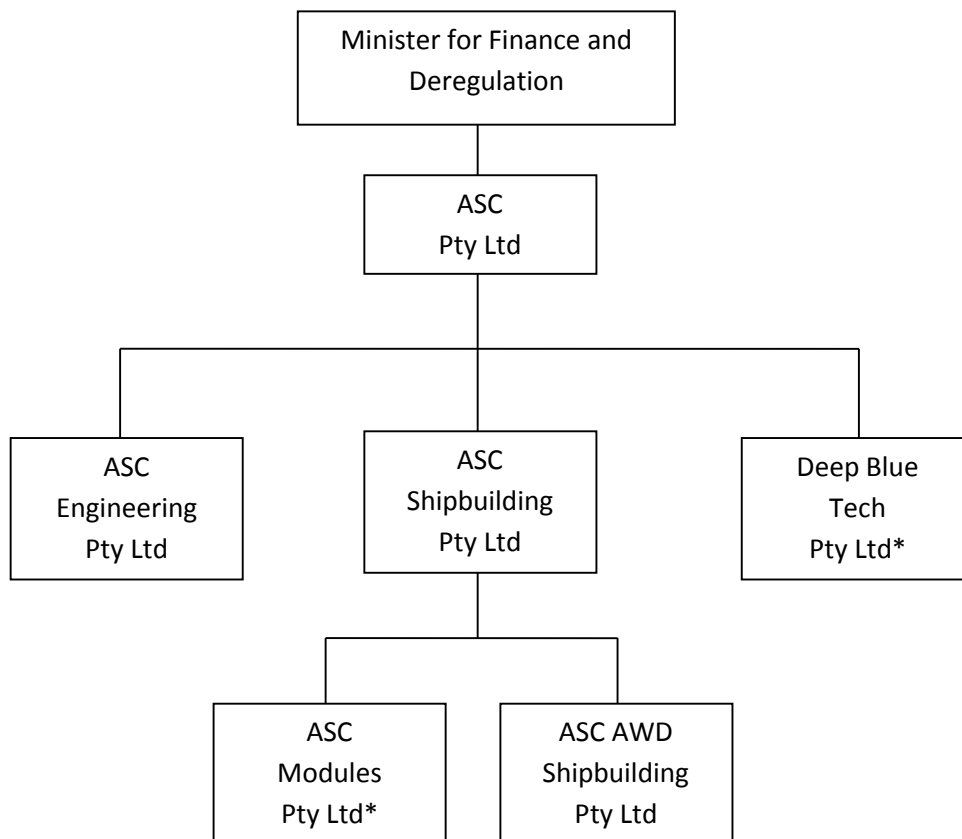 Minister for Finance and
Deregulation
ASC
Pty Ltd
ASC
Engineering
Pty Ltd
ASC
Shipbuilding
Pty Ltd
Deep Blue
Tech
Pty Ltd*
ASC
Modules
Pty Ltd*
ASC AWD
Shipbuilding
Pty Ltd